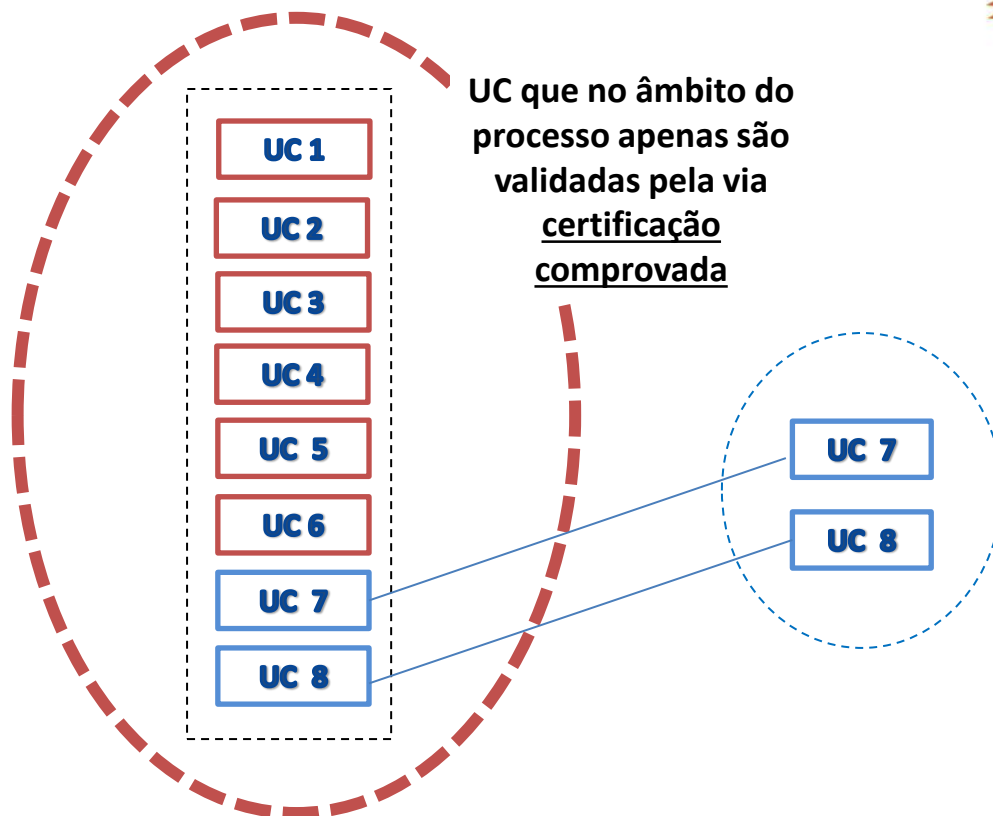 UC que no âmbito do
processo apenas são
validadas pela via
certificação
comprovada
UC 1
UC 2
UC 3
UC 4
UC 5
UC 6
UC 7
UC 8
UC 7
UC 8